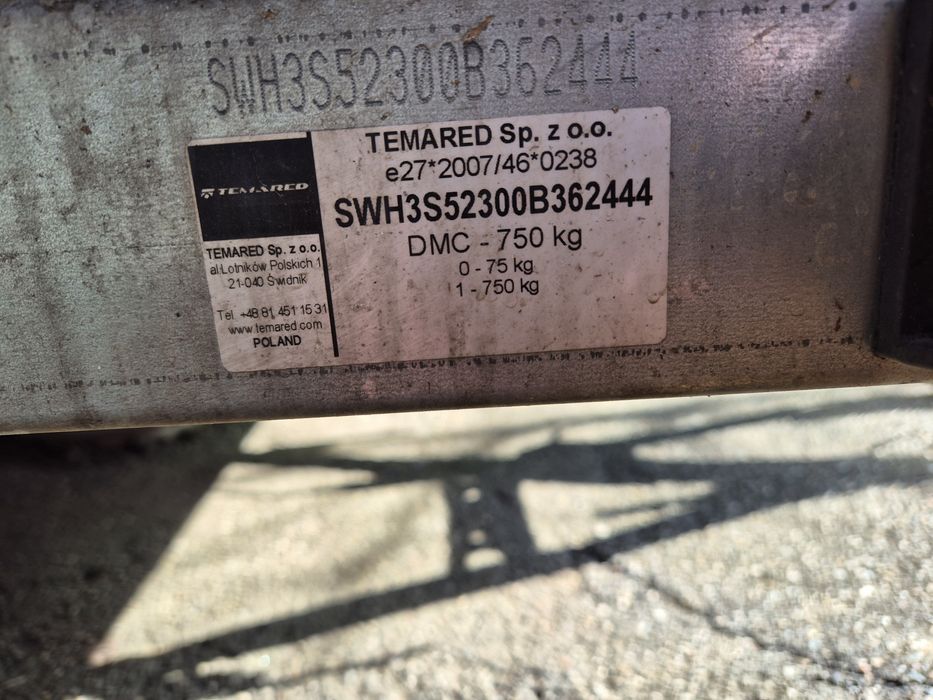 SWH3S52300B362444
TEMARED Sp. z o.o.
e27*2007/46*0238
SWH3S52300B362444
DMC - 750 kg
0 - 75 kg
1 - 750 kg
TEMARED
TEMARED Sp. z o.o.
al.Lotników Polskich 1
21-040 Świdnik
Tel. +48 81 451 15 31
www.temared.com
POLAND